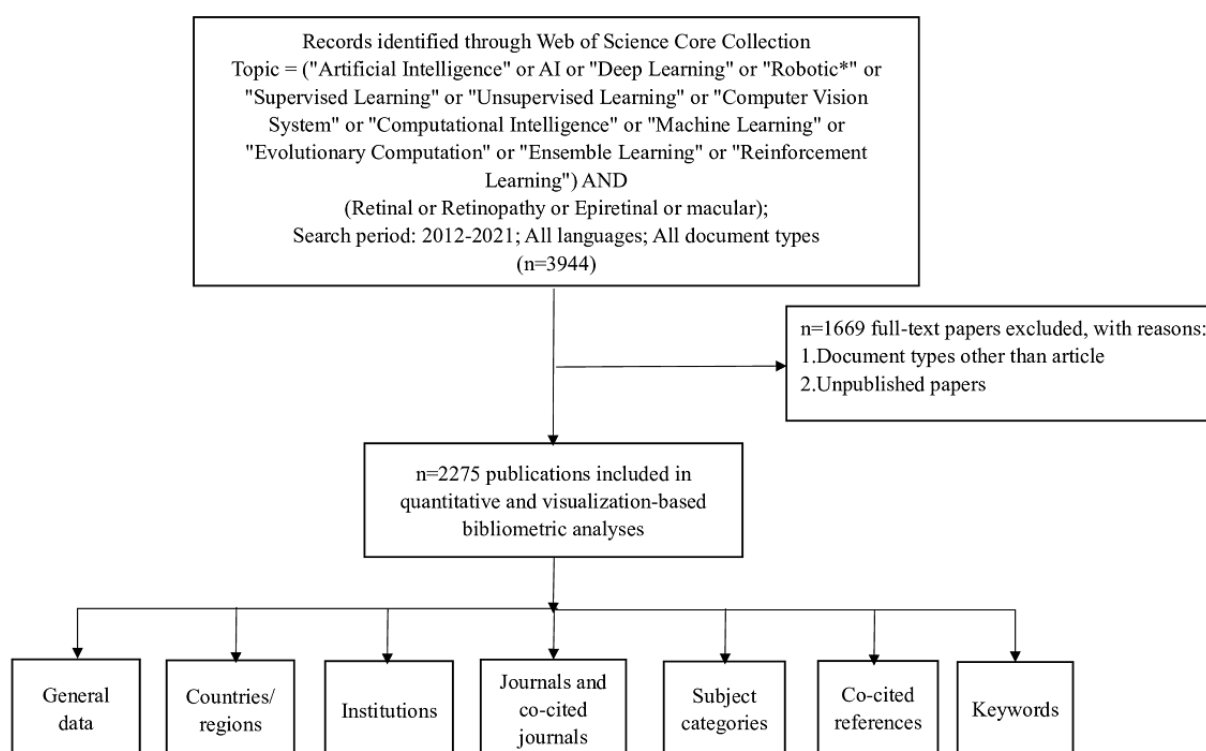 Records identified through Web of Science Core Collection
Topic = ("Artificial Intelligence" or AI or "Deep Learning" or "Robotic*" or
"Supervised Learning" or "Unsupervised Learning" or "Computer Vision
System" or "Computational Intelligence" or "Machine Learning" or
"Evolutionary Computation" or "Ensemble Learning" or "Reinforcement
Learning") AND
(Retinal or Retinopathy or Epiretinal or macular);
Search period: 2012-2021; All languages; All document types
(n=3944)
n=1669 full-text papers excluded, with reasons:
1.Document types other than article
2.Unpublished papers
n=2275 publications included in
quantitative and visualization-based
bibliometric analyses
General
data
Countries/
regions
Institutions
Journals and
co-cited
journals
Subject
categories
Co-cited
references
Keywords